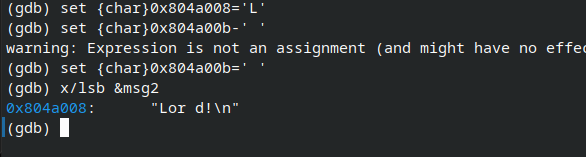 (gdb) set {char}0x804a008='L'
(gdb) set {char}0x804a00b-' '
warning: Expression is not an assignment (and might have no effec
(gdb) set {char}0x804a00b=' '
(gdb) x/lsb &msg2
0x804a008:      "Lor d!\n"
(gdb)